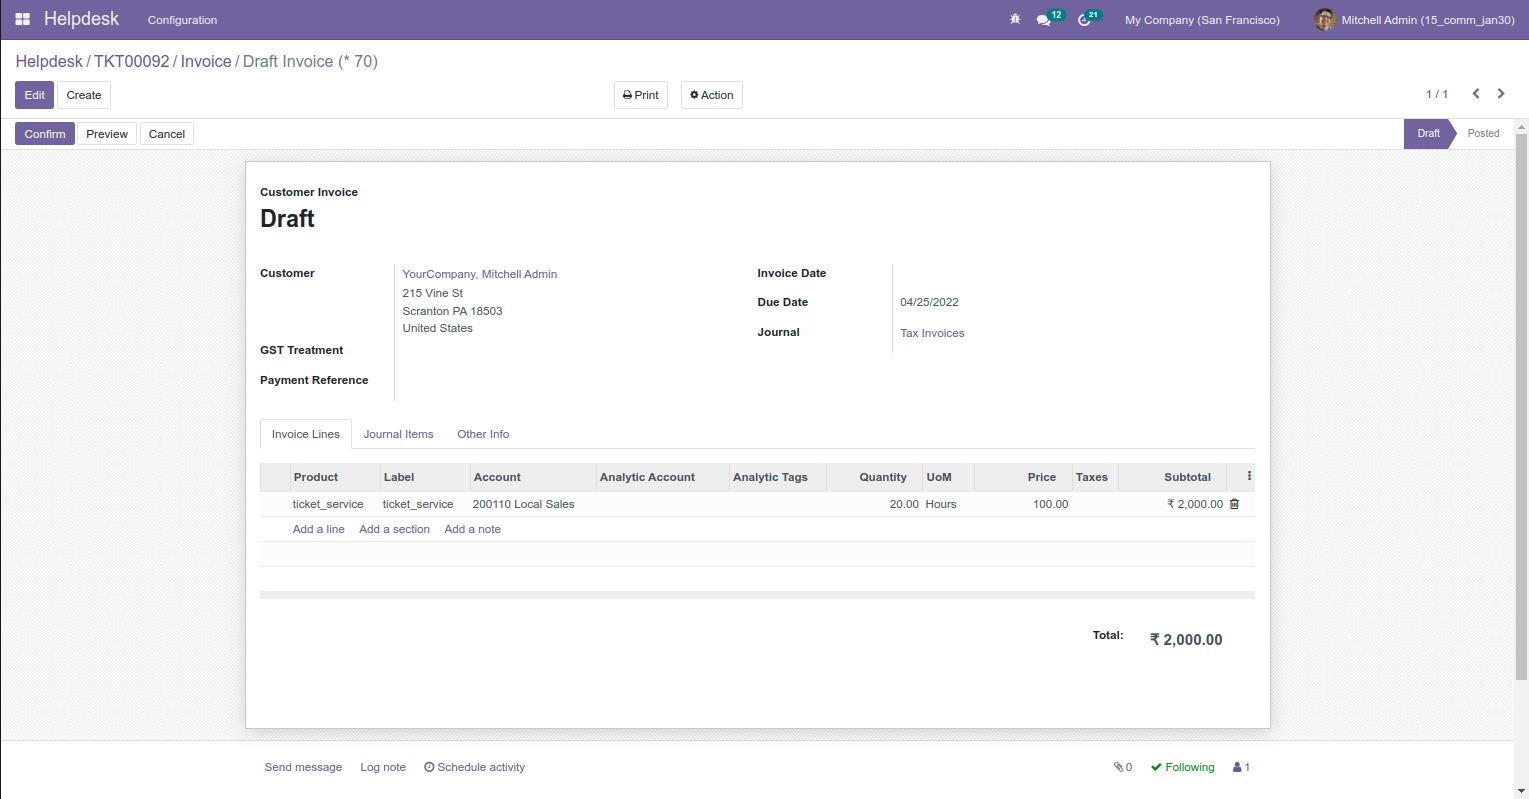 Helpdesk Configuration 12 21 My Company (San Francisco) Mitchell Admin (15_comm_jan30)
Helpdesk / TKT00092 / Invoice / Draft Invoice (* 70)
Edit Create Print Action 1 / 1
Confirm Preview Cancel Draft Posted
Customer Invoice
Draft
Customer YourCompany, Mitchell Admin Invoice Date
215 Vine St
Due Date 04/25/2022
Scranton PA 18503
United States
Journal Tax Invoices
GST Treatment
Payment Reference
Invoice Lines Journal Items Other Info
Product Label Account Analytic Account Analytic Tags Quantity UoM Price Taxes Subtotal
ticket_service ticket_service 200110 Local Sales 20.00 Hours 100.00 ₹ 2,000.00
Add a line Add a section Add a note
Total: ₹ 2,000.00
Send message Log note Schedule activity 0 Following 1